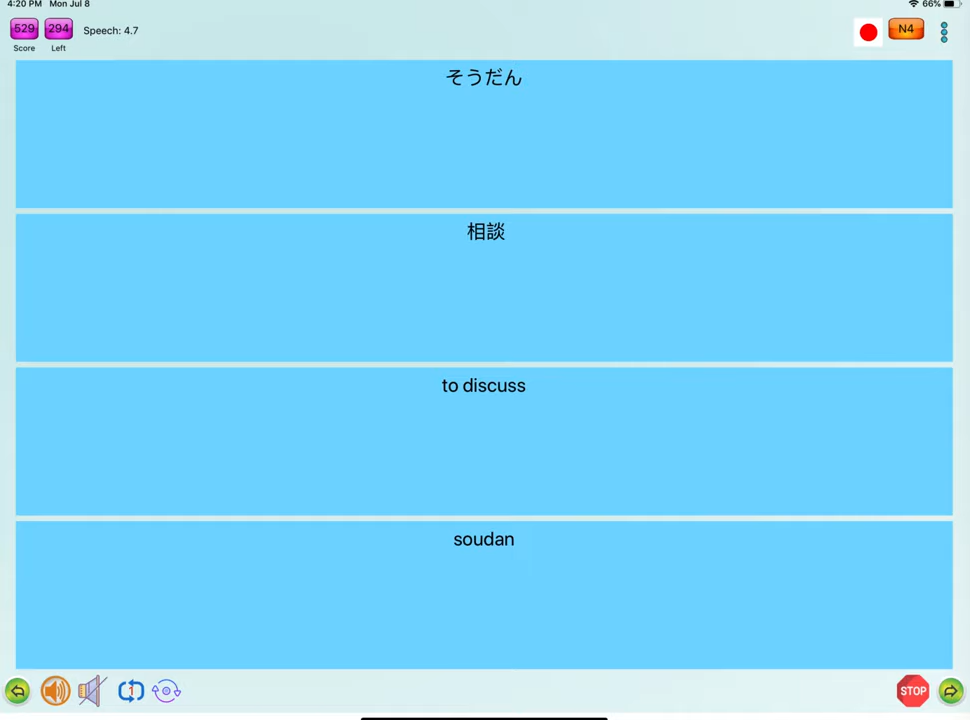 4:20 PM Mon Jul 8 66%
529 294 Speech: 4.7 N4
Score Left
そうだん
相談
to discuss
soudan
1 STOP